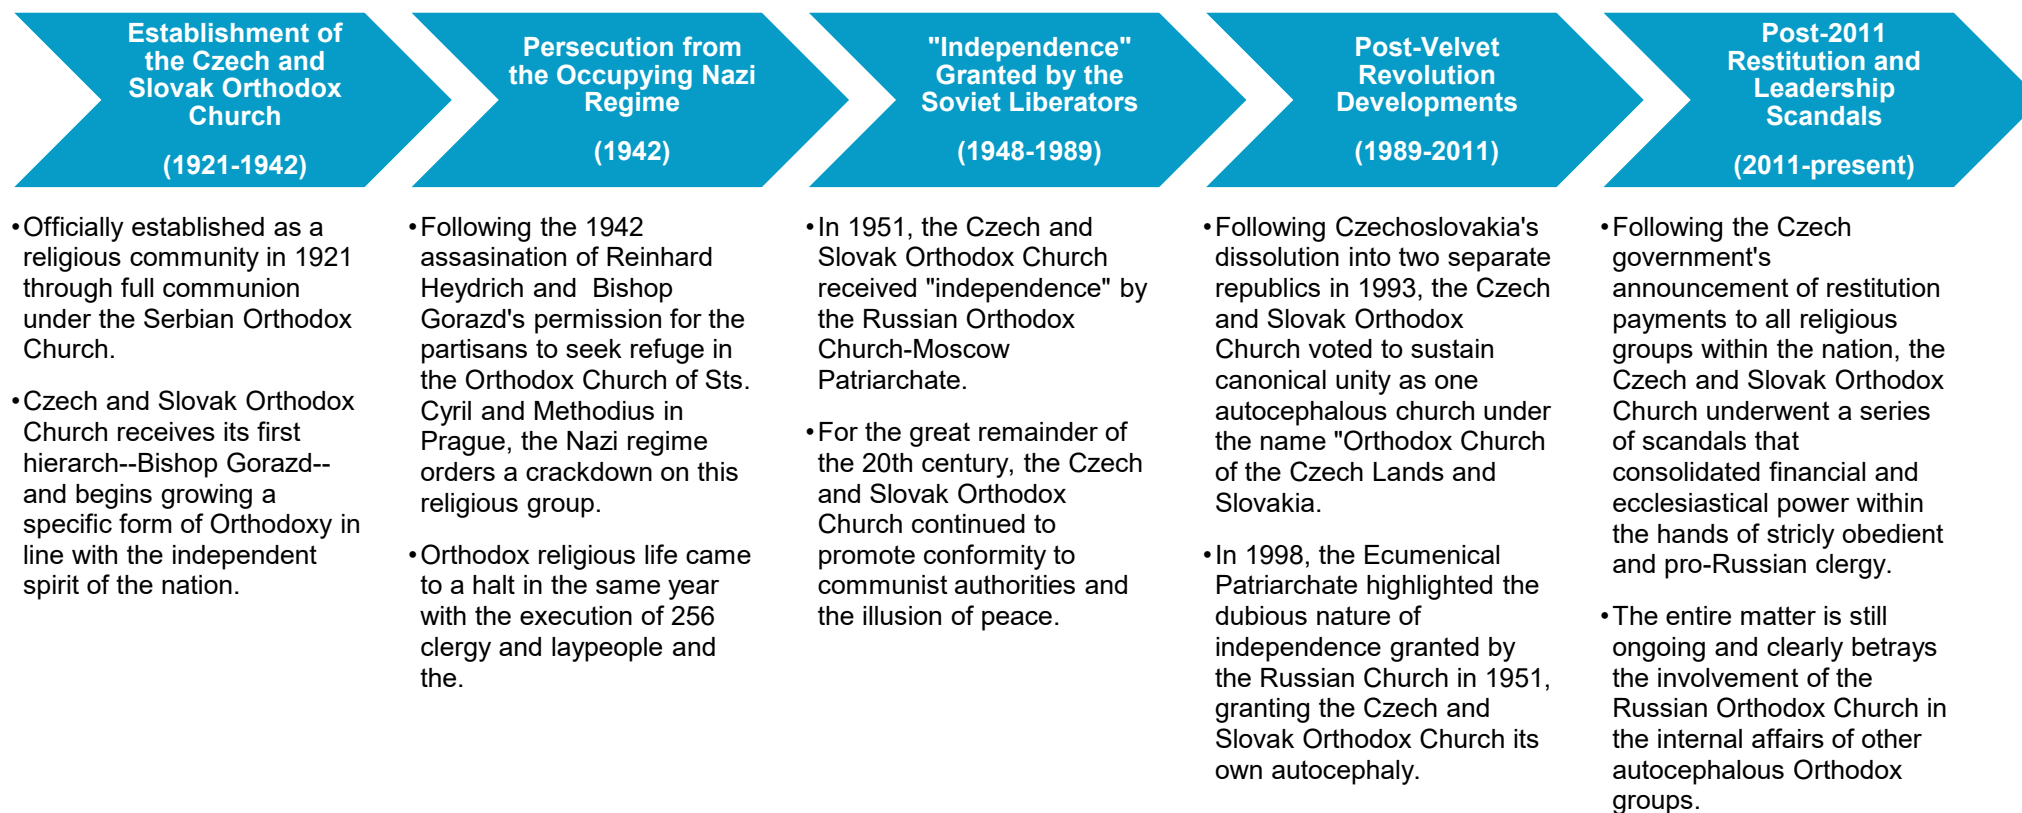 Establishment of
the Czech and
Slovak Orthodox
Church
(1921-1942)
•Officially established as a
religious community in 1921
through full communion
under the Serbian Orthodox
Church.
•Czech and Slovak Orthodox
Church receives its first
hierarch--Bishop Gorazd--
and begins growing a
specific form of Orthodoxy in
line with the independent
spirit of the nation.
Persecution from
the Occupying Nazi
Regime
(1942)
•Following the 1942
assasination of Reinhard
Heydrich and  Bishop
Gorazd's permission for the
partisans to seek refuge in
the Orthodox Church of Sts.
Cyril and Methodius in
Prague, the Nazi regime
orders a crackdown on this
religious group.
•Orthodox religious life came
to a halt in the same year
with the execution of 256
clergy and laypeople and
the.
"Independence"
Granted by the
Soviet Liberators
(1948-1989)
•In 1951, the Czech and
Slovak Orthodox Church
received "independence" by
the Russian Orthodox
Church-Moscow
Patriarchate.
•For the great remainder of
the 20th century, the Czech
and Slovak Orthodox
Church continued to
promote conformity to
communist authorities and
the illusion of peace.
Post-Velvet
Revolution
Developments
(1989-2011)
•Following Czechoslovakia's
dissolution into two separate
republics in 1993, the Czech
and Slovak Orthodox
Church voted to sustain
canonical unity as one
autocephalous church under
the name "Orthodox Church
of the Czech Lands and
Slovakia.
•In 1998, the Ecumenical
Patriarchate highlighted the
dubious nature of
independence granted by
the Russian Church in 1951,
granting the Czech and
Slovak Orthodox Church its
own autocephaly.
Post-2011
Restitution and
Leadership
Scandals
(2011-present)
•Following the Czech
government's
announcement of restitution
payments to all religious
groups within the nation, the
Czech and Slovak Orthodox
Church underwent a series
of scandals that
consolidated financial and
ecclesiastical power within
the hands of stricly obedient
and pro-Russian clergy.
•The entire matter is still
ongoing and clearly betrays
the involvement of the
Russian Orthodox Church in
the internal affairs of other
autocephalous Orthodox
groups.